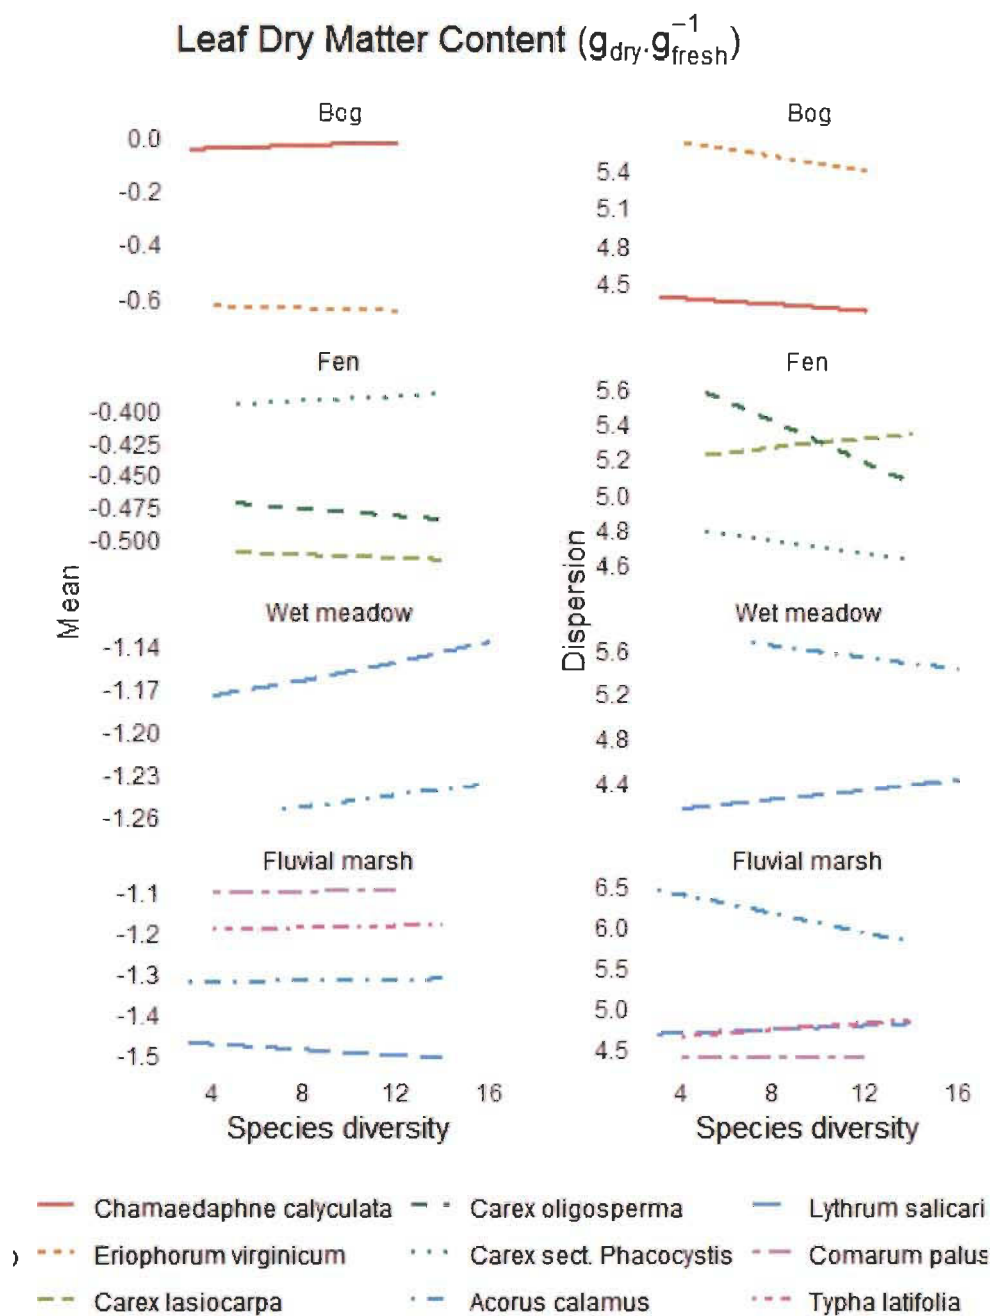 Leaf Dry Matter Content (g_dry.g_fresh^−1)
Bog
Bog
0.0
-0.2
-0.4
-0.6
5.4
5.1
4.8
4.5
Fen
Fen
-0.400
-0.425
-0.450
-0.475
-0.500
5.6
5.4
5.2
5.0
4.8
4.6
Mean
Dispersion
Wet meadow
Wet meadow
-1.14
-1.17
-1.20
-1.23
-1.26
5.6
5.2
4.8
4.4
Fluvial marsh
Fluvial marsh
-1.1
-1.2
-1.3
-1.4
-1.5
6.5
6.0
5.5
5.0
4.5
4 8 12 16
4 8 12 16
Species diversity
Species diversity
Chamaedaphne calyculata
Carex oligosperma
Lythrum salicari
Eriophorum virginicum
Carex sect. Phacocystis
Comarum palus
Carex lasiocarpa
Acorus calamus
Typha latifolia